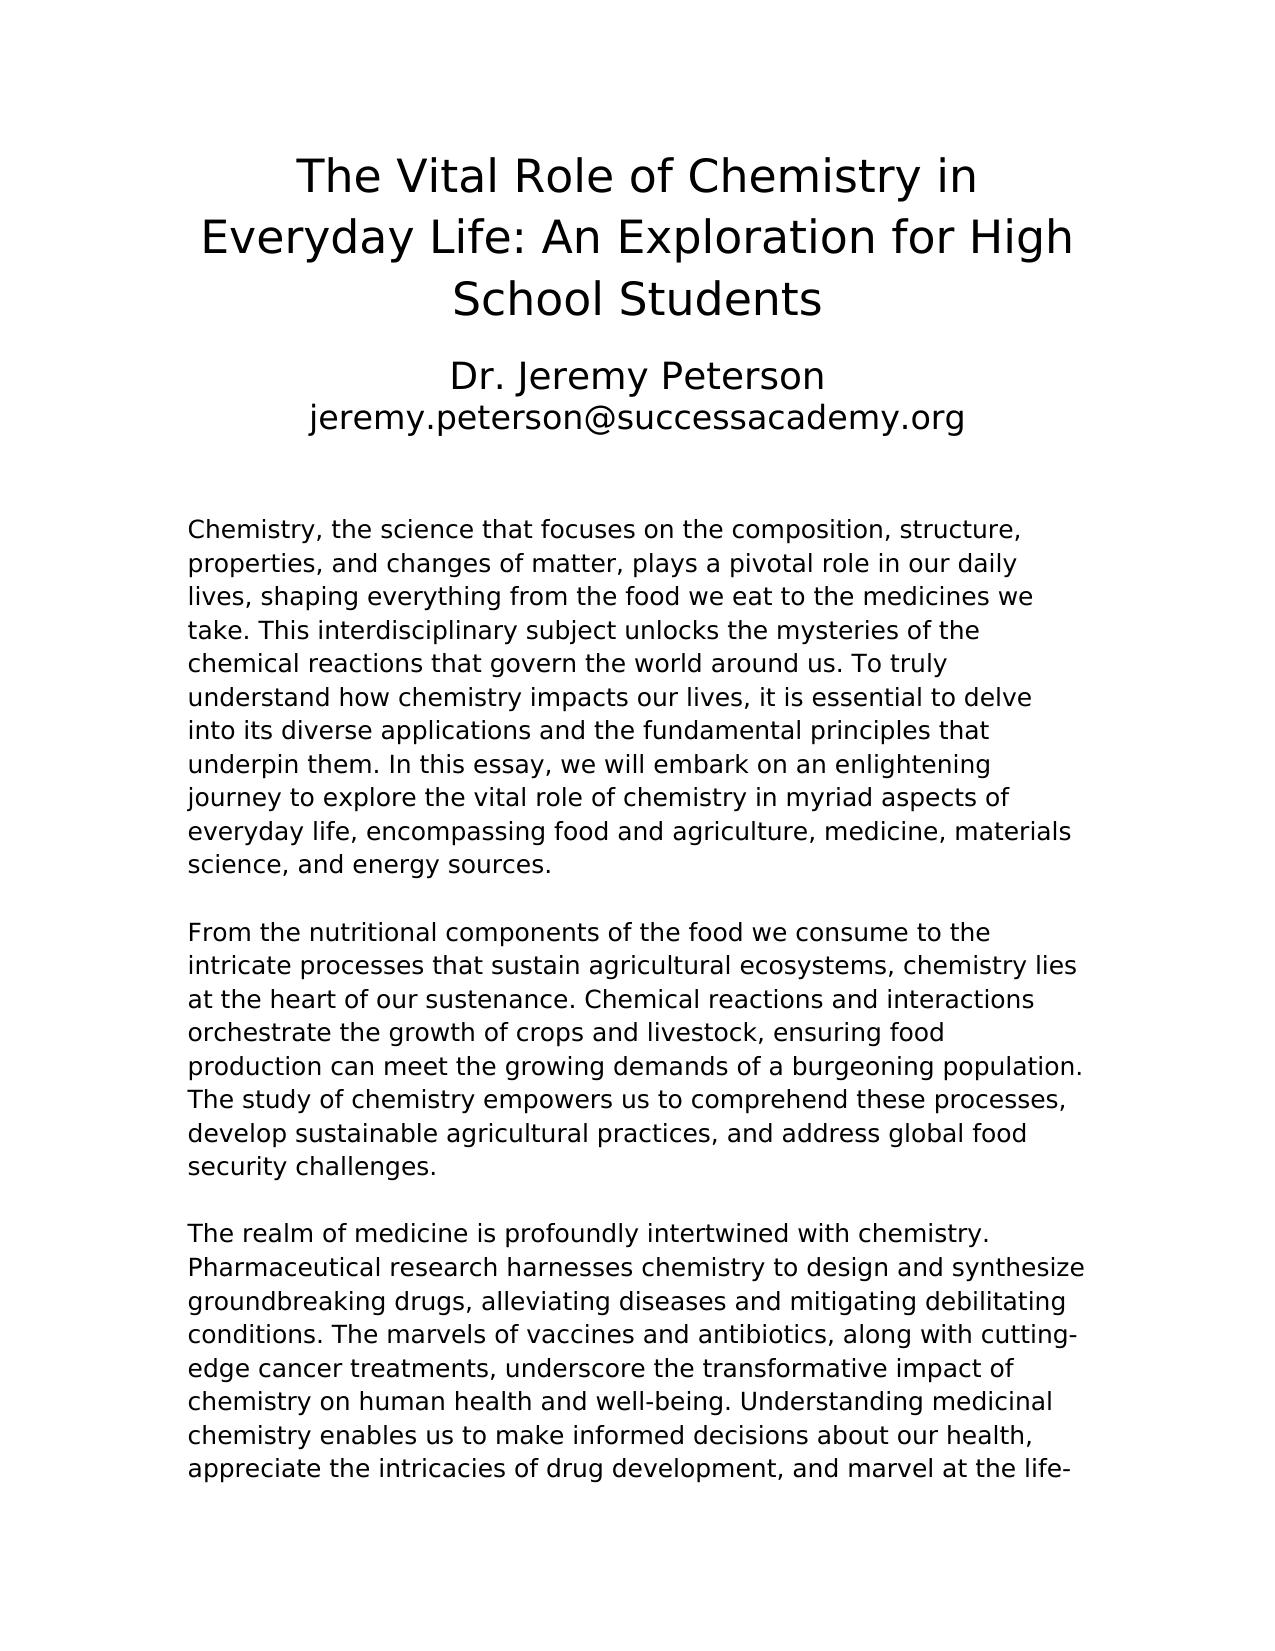 The Vital Role of Chemistry in
Everyday Life: An Exploration for High
School Students
Dr. Jeremy Peterson
jeremy.peterson@successacademy.org
Chemistry, the science that focuses on the composition, structure,
properties, and changes of matter, plays a pivotal role in our daily
lives, shaping everything from the food we eat to the medicines we
take. This interdisciplinary subject unlocks the mysteries of the
chemical reactions that govern the world around us. To truly
understand how chemistry impacts our lives, it is essential to delve
into its diverse applications and the fundamental principles that
underpin them. In this essay, we will embark on an enlightening
journey to explore the vital role of chemistry in myriad aspects of
everyday life, encompassing food and agriculture, medicine, materials
science, and energy sources.
From the nutritional components of the food we consume to the
intricate processes that sustain agricultural ecosystems, chemistry lies
at the heart of our sustenance. Chemical reactions and interactions
orchestrate the growth of crops and livestock, ensuring food
production can meet the growing demands of a burgeoning population.
The study of chemistry empowers us to comprehend these processes,
develop sustainable agricultural practices, and address global food
security challenges.
The realm of medicine is profoundly intertwined with chemistry.
Pharmaceutical research harnesses chemistry to design and synthesize
groundbreaking drugs, alleviating diseases and mitigating debilitating
conditions. The marvels of vaccines and antibiotics, along with cutting-
edge cancer treatments, underscore the transformative impact of
chemistry on human health and well-being. Understanding medicinal
chemistry enables us to make informed decisions about our health,
appreciate the intricacies of drug development, and marvel at the life-